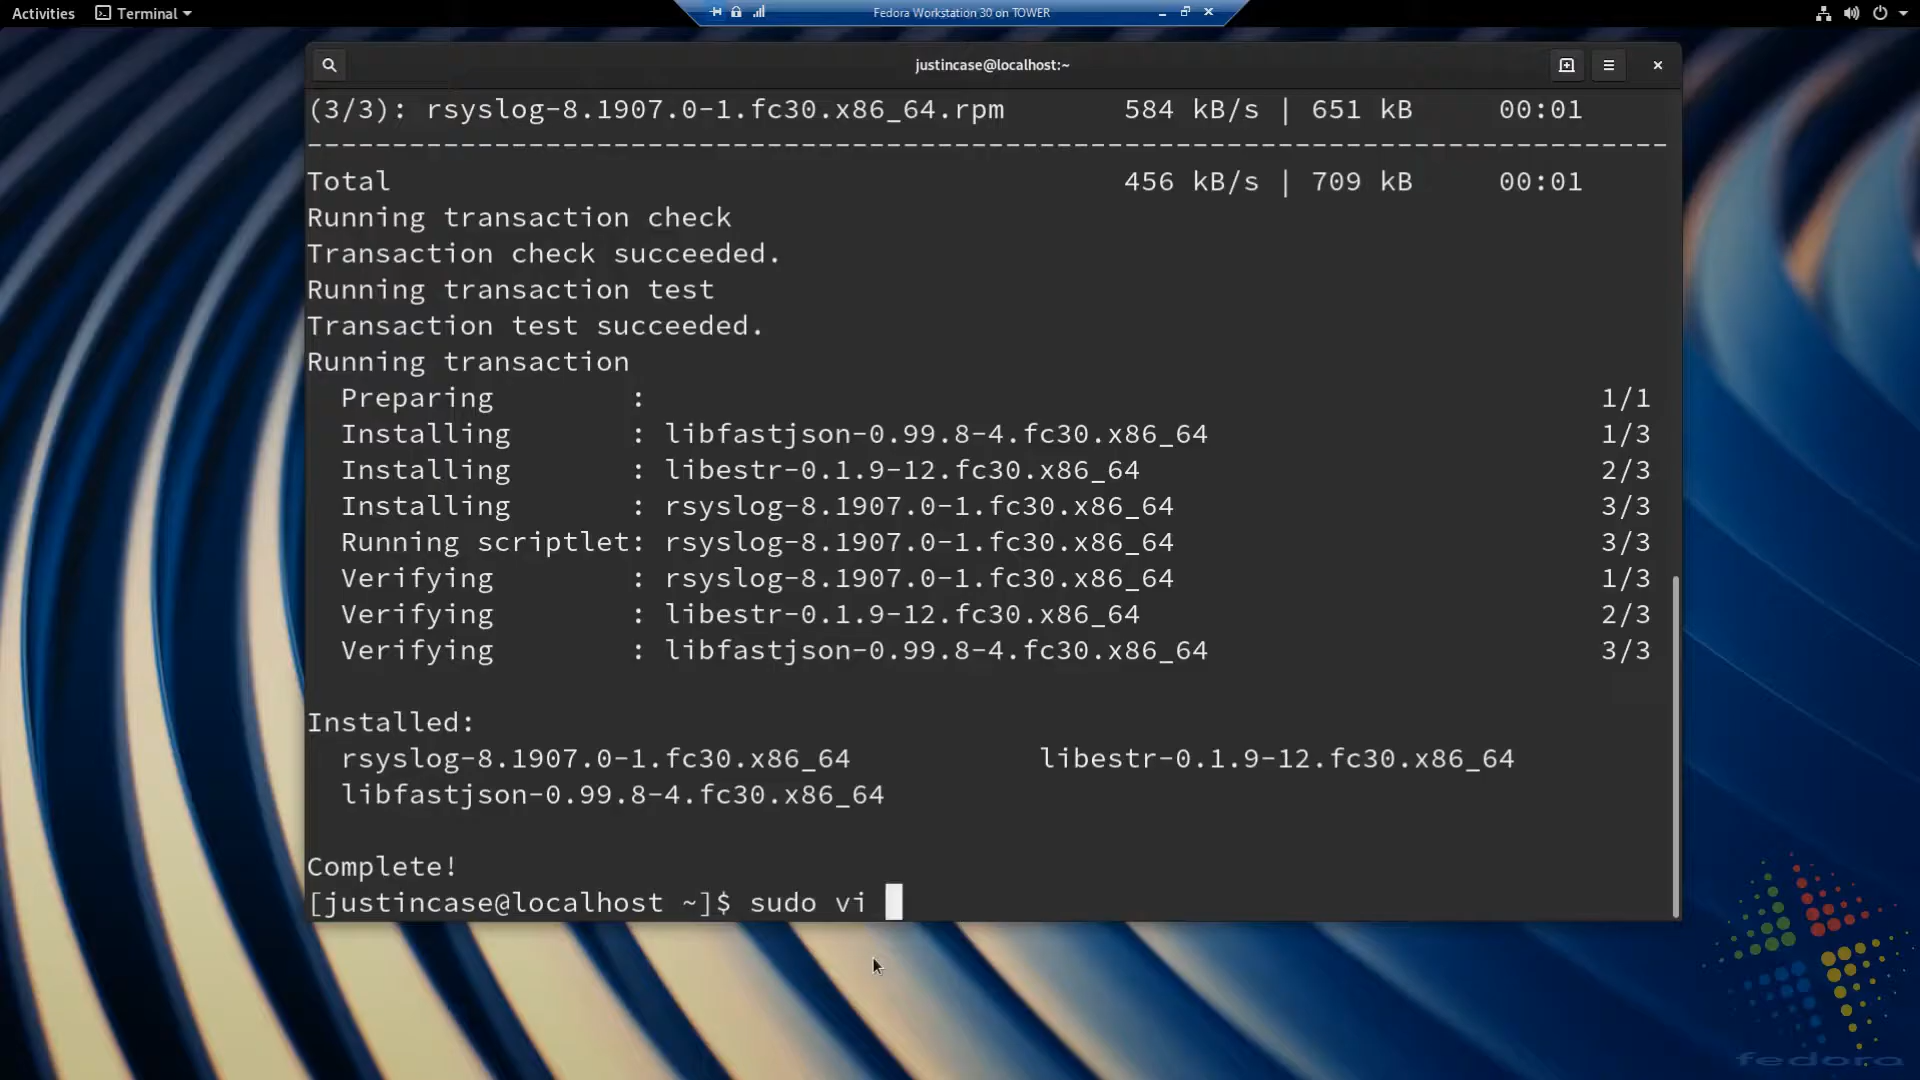 Activities Terminal Fedora Workstation 30 on TOWER
justincase@localhost:~
(3/3): rsyslog-8.1907.0-1.fc30.x86_64.rpm 584 kB/s | 651 kB 00:01
--------------------------------------------------------------------------------
Total 456 kB/s | 709 kB 00:01
Running transaction check
Transaction check succeeded.
Running transaction test
Transaction test succeeded.
Running transaction
Preparing : 1/1
Installing : libfastjson-0.99.8-4.fc30.x86_64 1/3
Installing : libestr-0.1.9-12.fc30.x86_64 2/3
Installing : rsyslog-8.1907.0-1.fc30.x86_64 3/3
Running scriptlet: rsyslog-8.1907.0-1.fc30.x86_64 3/3
Verifying : rsyslog-8.1907.0-1.fc30.x86_64 1/3
Verifying : libestr-0.1.9-12.fc30.x86_64 2/3
Verifying : libfastjson-0.99.8-4.fc30.x86_64 3/3
Installed:
rsyslog-8.1907.0-1.fc30.x86_64 libestr-0.1.9-12.fc30.x86_64
libfastjson-0.99.8-4.fc30.x86_64
Complete!
[justincase@localhost ~]$ sudo vi
fedora